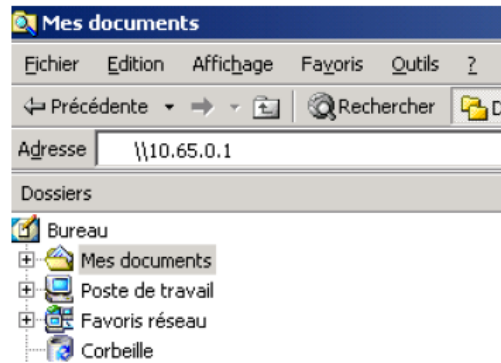 Mes documents
Fichier Edition Affichage Favoris Outils ?
Précédente Rechercher D
Adresse \\10.65.0.1
Dossiers
Bureau
Mes documents
Poste de travail
Favoris réseau
Corbeille